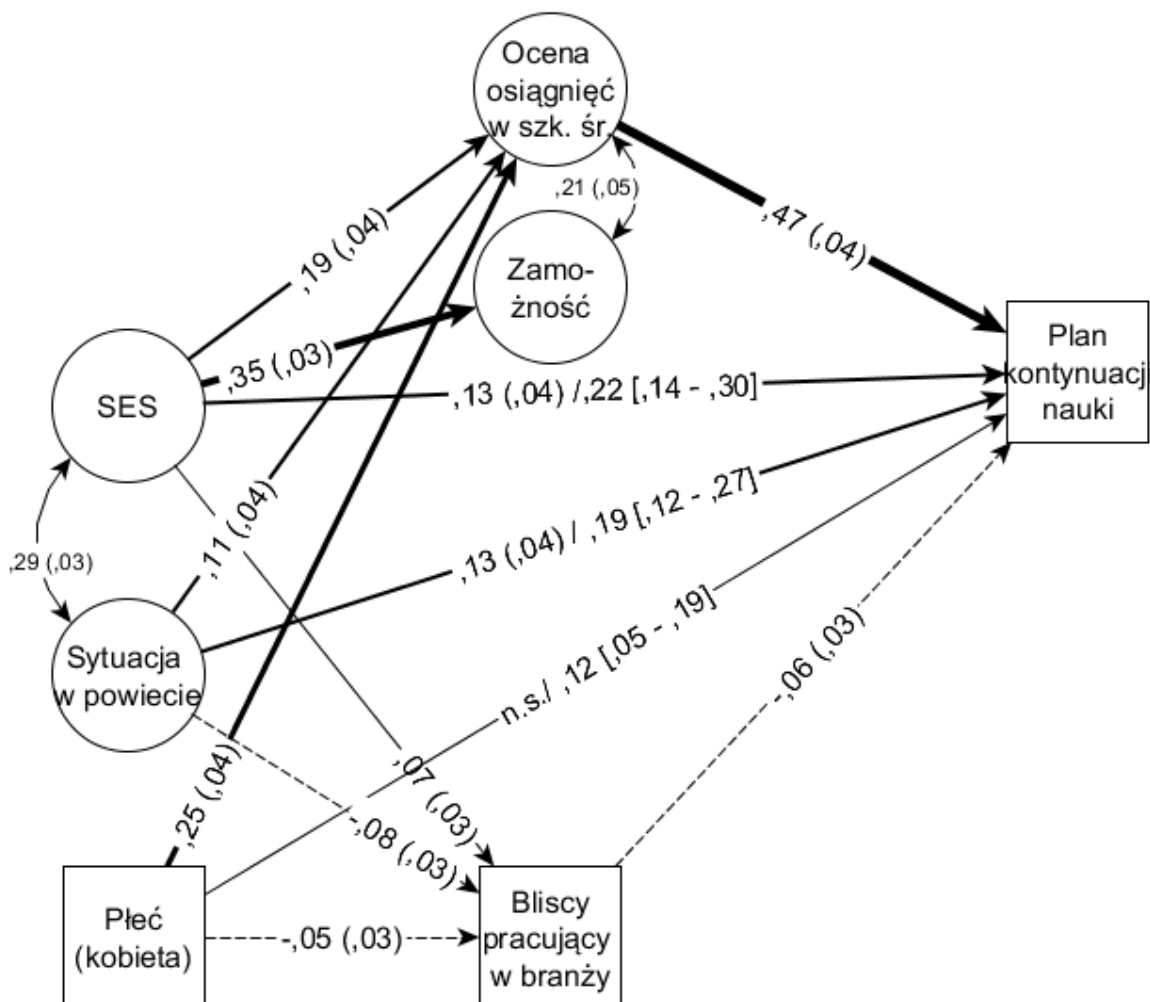 Ocena
osiągnięć
w szk. śr.
,21 (,05)
,47 (,04)
,19 (,04)
Zamo-
żność
Plan
kontynuacji
nauki
,35 (,03)
SES
,13 (,04) /,22 [,14 - ,30]
,11 (,04)
,13 (,04) / ,19 [,12 - ,27]
,29 (,03)
Sytuacja
w powiecie
n.s./ ,12 [,05 - ,19]
-,06 (,03)
,25 (,04)
,07 (,03)
-,08 (,03)
Płeć
(kobieta)
-,05 (,03)
Bliscy
pracujący
w branży